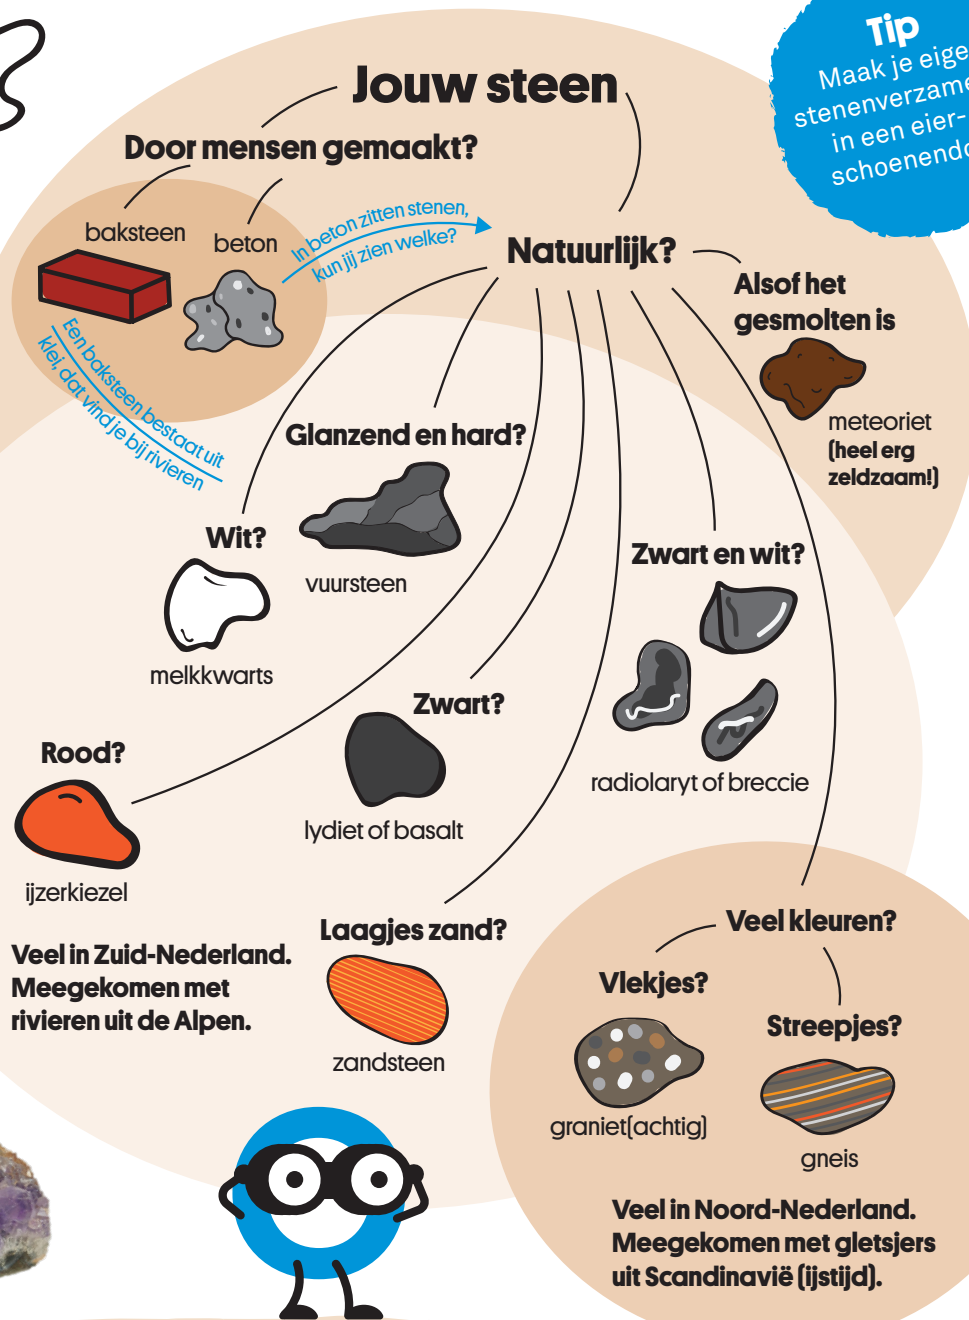 Tip
Maak je
in een eier-
Jouw steen
Door mensen gemaakt?
baksteen
beton
In beton zitten stenen,
kun jij zien welke?
Een baksteen bestaat uit
klei, dat vind je bij rivieren
Natuurlijk?
Alsof het
gesmolten is
meteoriet
(heel erg
zeldzaam!)
Glanzend en hard?
vuursteen
Wit?
melkkwarts
Zwart en wit?
radiolaryt of breccie
Zwart?
lydiet of basalt
Rood?
ijzerkiezel
Veel in Zuid-Nederland.
Meegekomen met
rivieren uit de Alpen.
Laagjes zand?
zandsteen
Veel kleuren?
Vlekjes?
graniet(achtig)
Streepjes?
gneis
Veel in Noord-Nederland.
Meegekomen met gletsjers
uit Scandinavië (ijstijd).